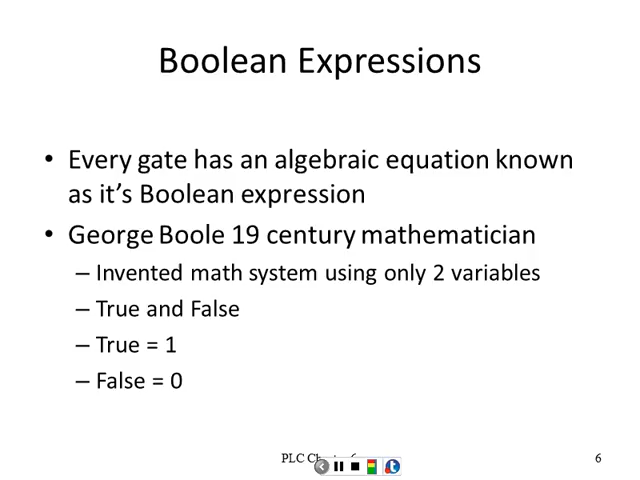 Boolean Expressions
• Every gate has an algebraic equation known
as it's Boolean expression
• George Boole 19 century mathematician
– Invented math system using only 2 variables
– True and False
– True = 1
– False = 0
PLC
6